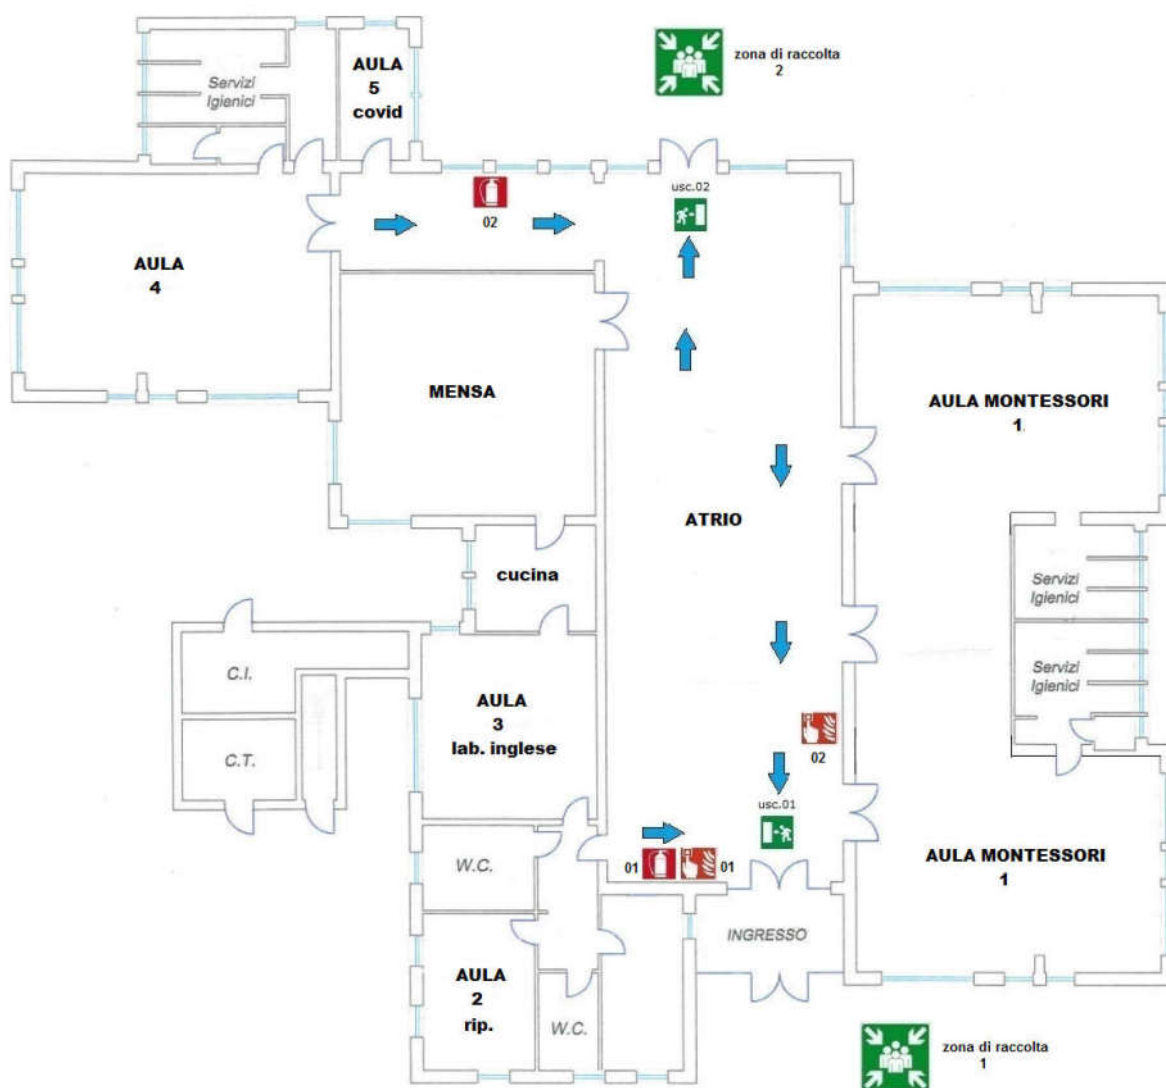 zona di raccolta
2
Servizi
Igienici
AULA
5
covid
usc.02
02
AULA
4
MENSA
AULA MONTESSORI
1
ATRIO
cucina
Servizi
Igienici
C.I.
Servizi
Igienici
AULA
3
lab. inglese
C.T.
02
usc.01
W.C.
01
01
AULA MONTESSORI
1
INGRESSO
AULA
2
rip.
W.C.
zona di raccolta
1